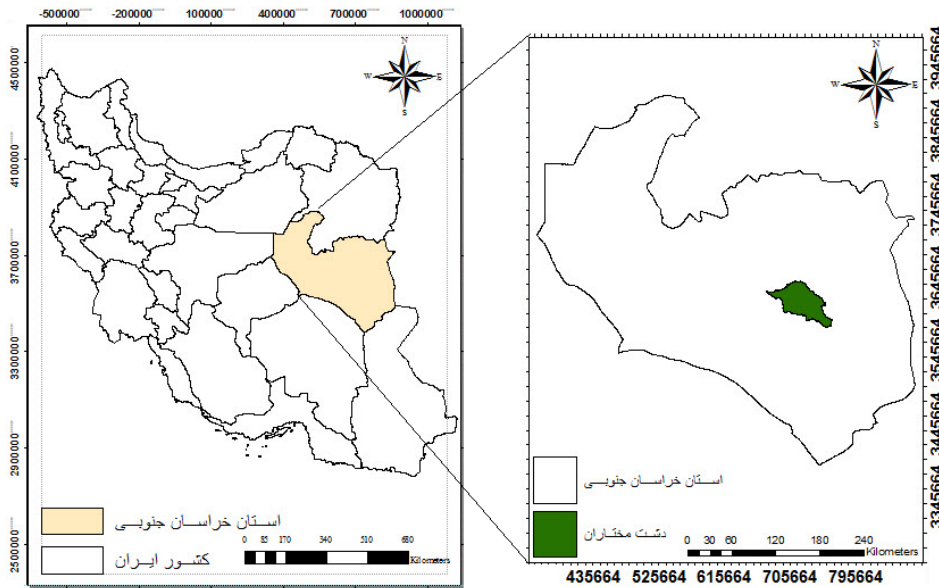 -500000 -200000 100000 4000000 700000 1000000
4500000
4100000
3700000
3300000
2900000
2500000
N
W E
S
استان خراسان جنوبی
کشور ایران
0 85 170 340 510 680
Kilometers
N
W E
S
3945664
3845664
3745664
3645664
3545664
3445664
3345664
استان خراسان جنوبی
دشت مختاران
0 30 60 120 180 240
Kilometers
435664 525664 615664 705664 795664